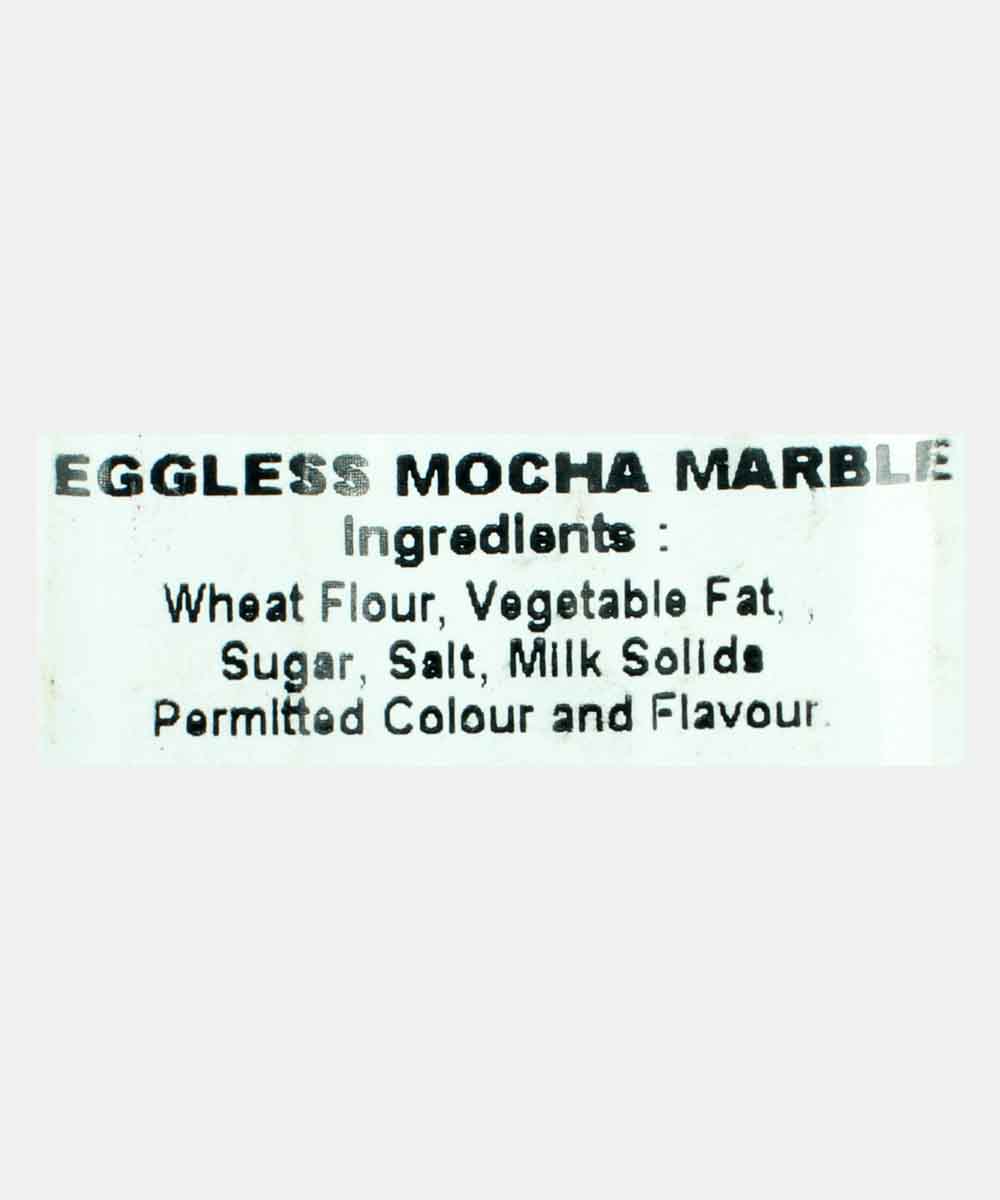 EGGLESS MOCHA MARBLE
Ingredients :
Wheat Flour, Vegetable Fat, ,
Sugar, Salt, Milk Solids
Permitted Colour and Flavour.